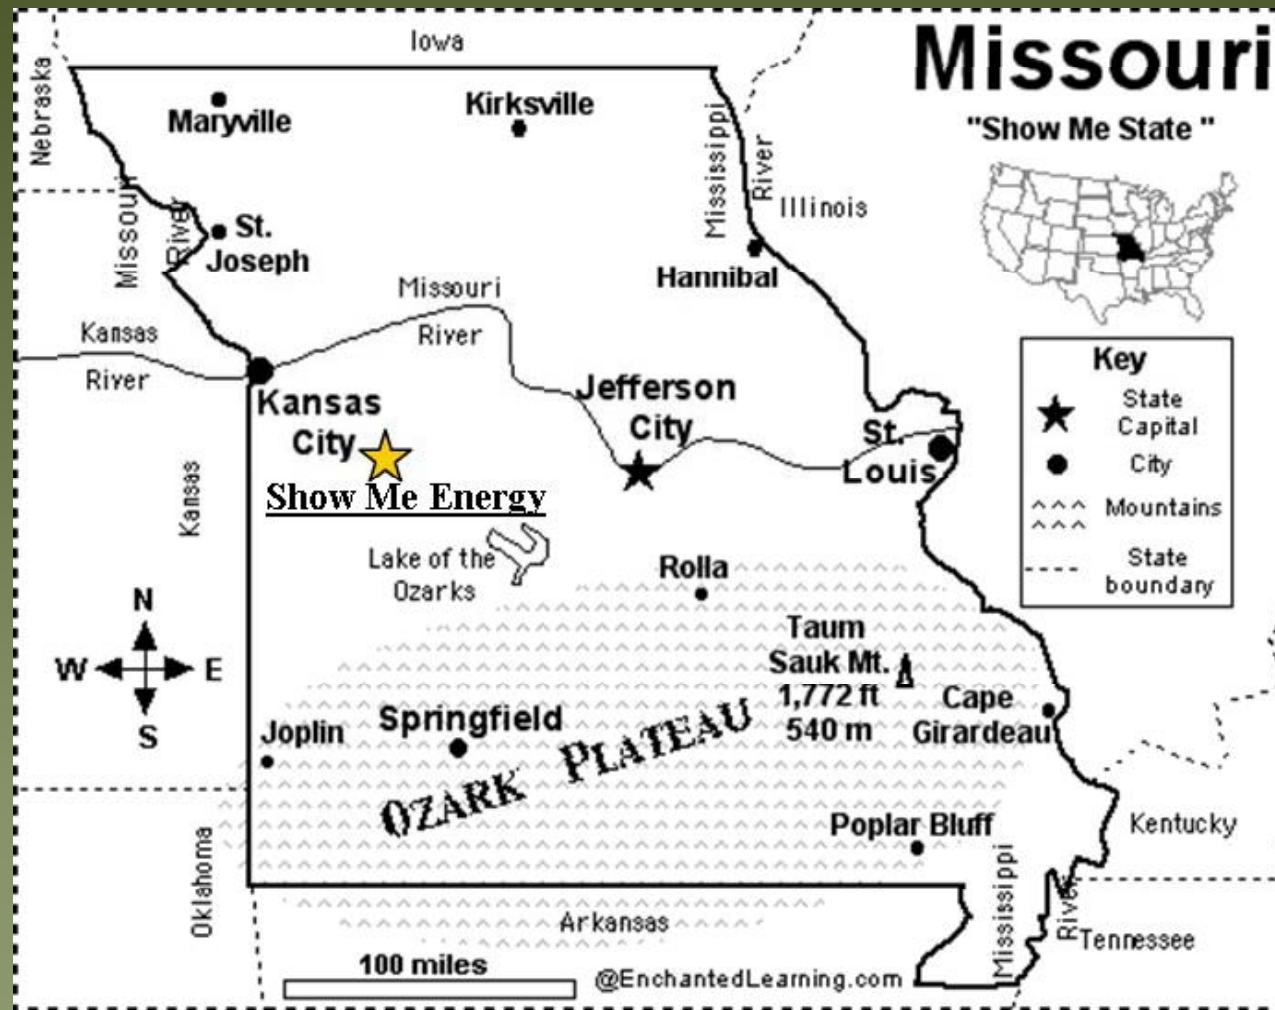 Missouri
"Show Me State "
Iowa
Nebraska
Maryville
Kirksville
Mississippi
River
Illinois
Missouri
River
St.
Joseph
Hannibal
Missouri
River
Kansas
River
Kansas
City
Jefferson
City
St.
Louis
Show Me Energy
Kansas
Lake of the
Ozarks
Rolla
Key
State
Capital
City
Mountains
State
boundary
N
W
E
S
Taum
Sauk Mt.
1,772 ft
540 m
Cape
Girardeau
Joplin
Springfield
OZARK PLATEAU
Poplar Bluff
Kentucky
Oklahoma
Arkansas
Mississippi
River
Tennessee
100 miles
@EnchantedLearning.com